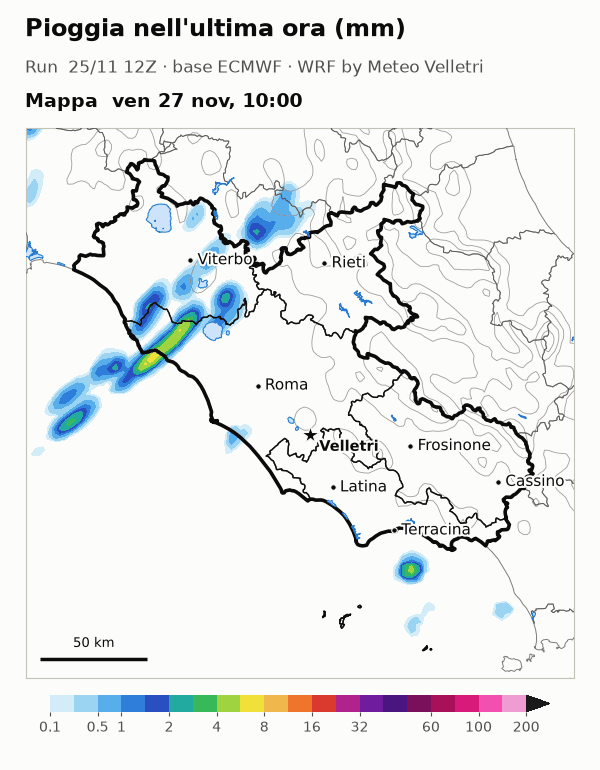 Pioggia nell'ultima ora (mm)
Run  25/11 12Z · base ECMWF · WRF by Meteo Velletri
Mappa  ven 27 nov, 10:00
Viterbo
Rieti
Roma
Velletri
Frosinone
Cassino
Latina
Terracina
50 km
0.1 0.5 1 2 4 8 16 32 60 100 200